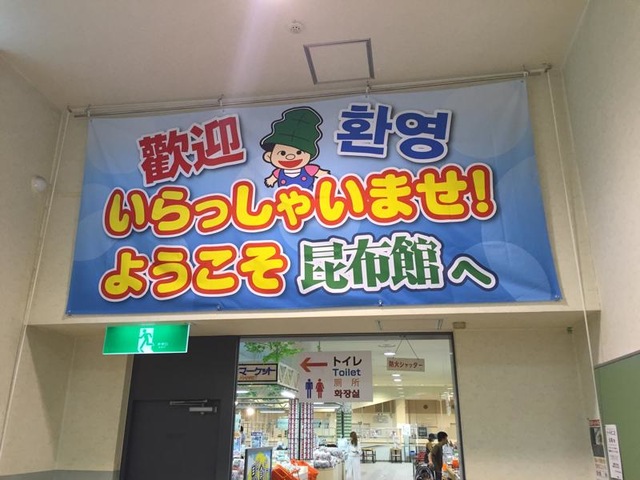 歡迎 환영
いらっしゃいませ!
ようこそ昆布館へ
マーケット
トイレ
Toilet
厠所
화장실
防火シャッター